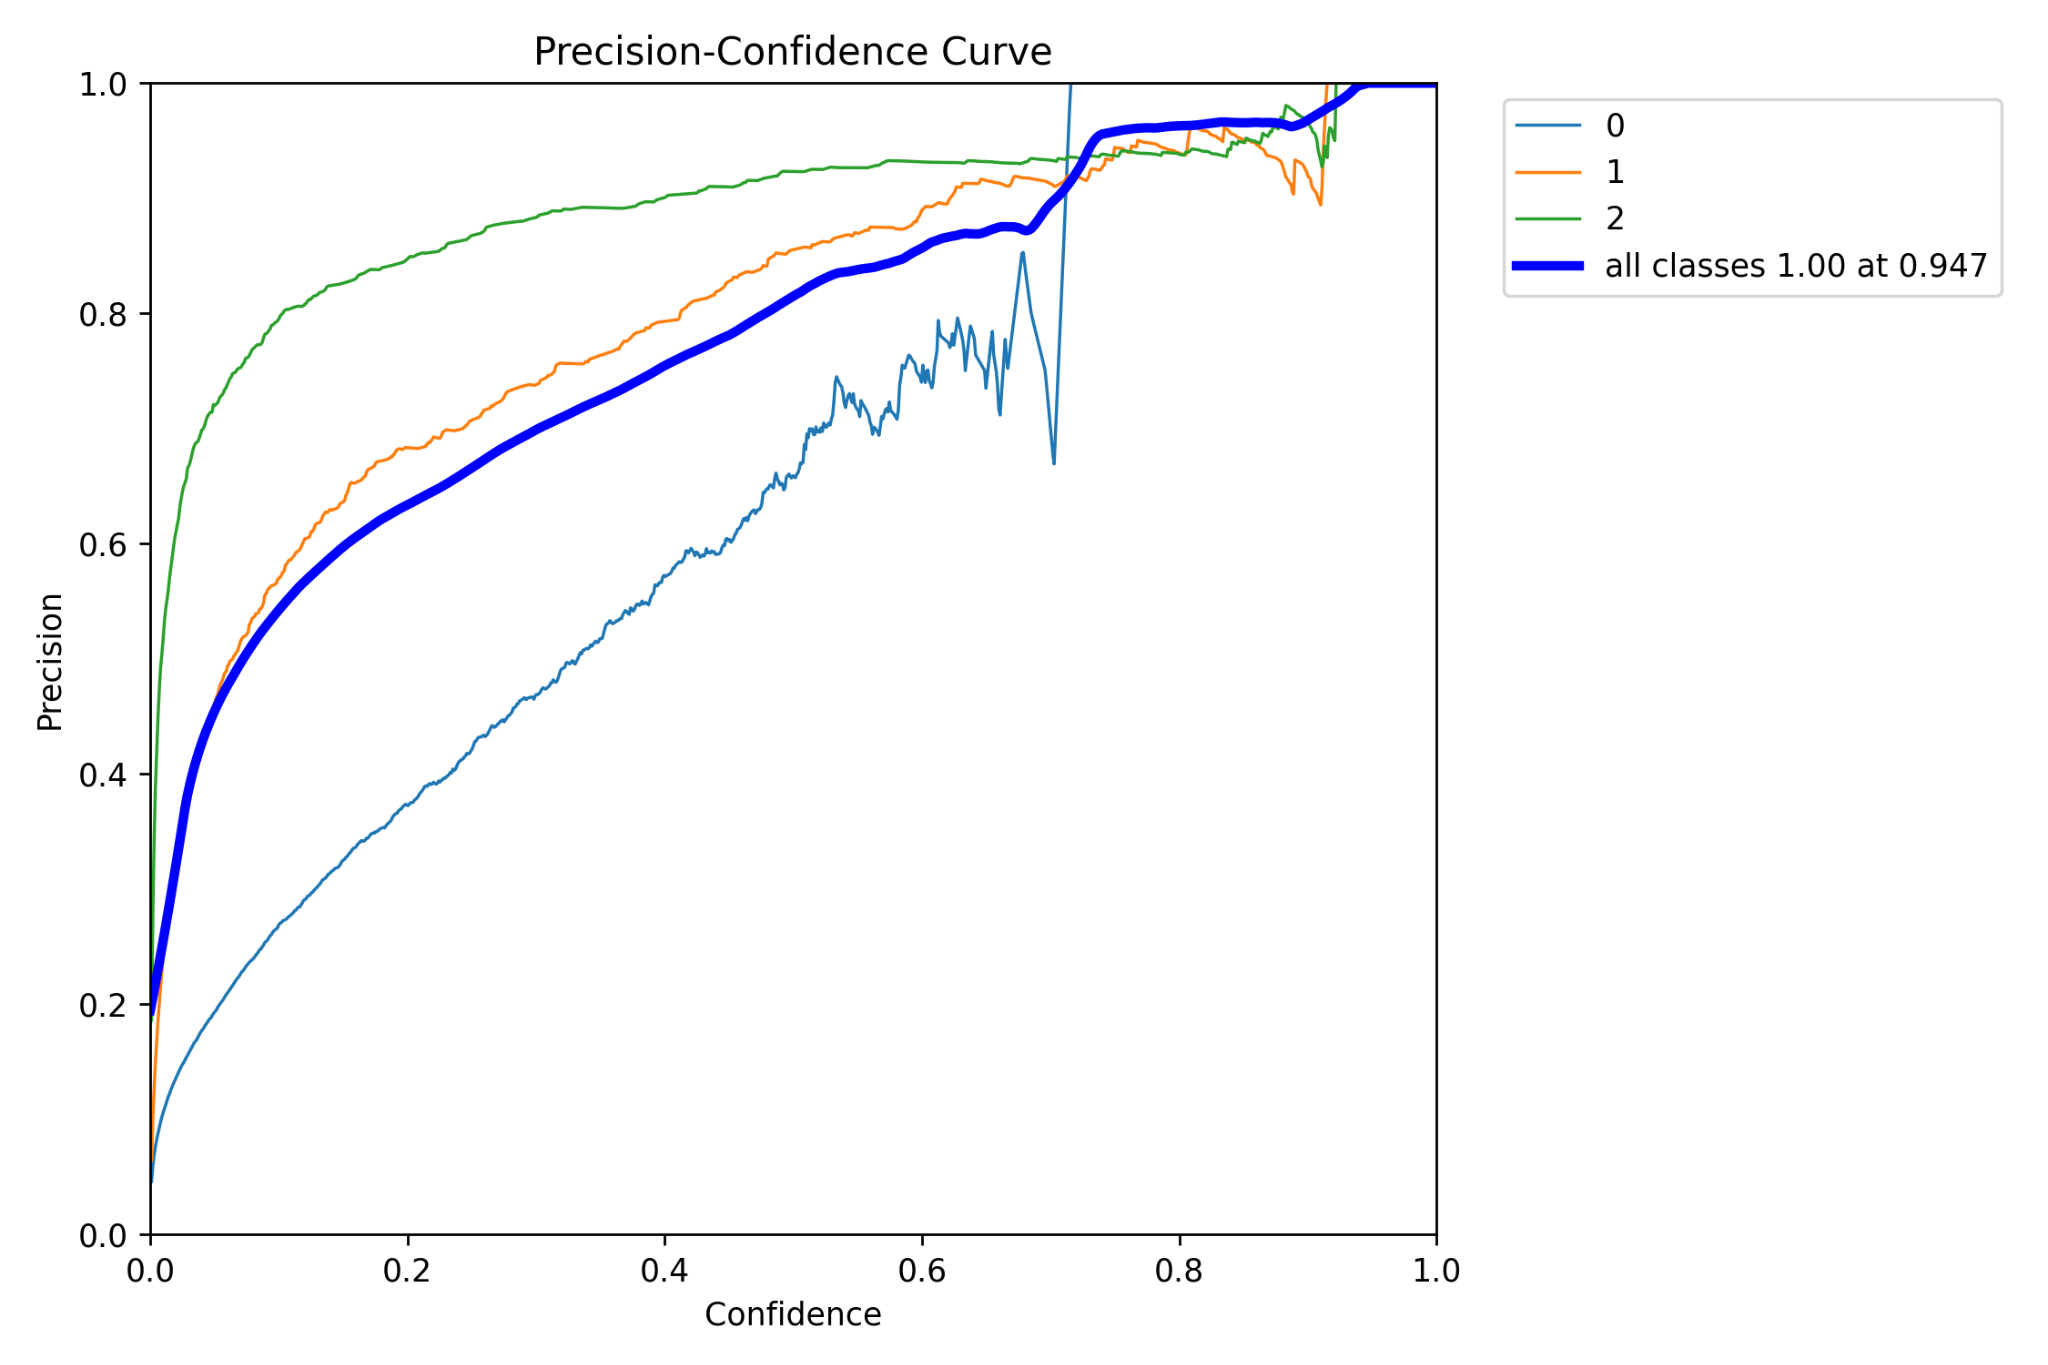 Precision-Confidence Curve
1.0
0.8
0.6
0.4
0.2
0.0
Precision
0.0 0.2 0.4 0.6 0.8 1.0
Confidence
0
1
2
all classes 1.00 at 0.947